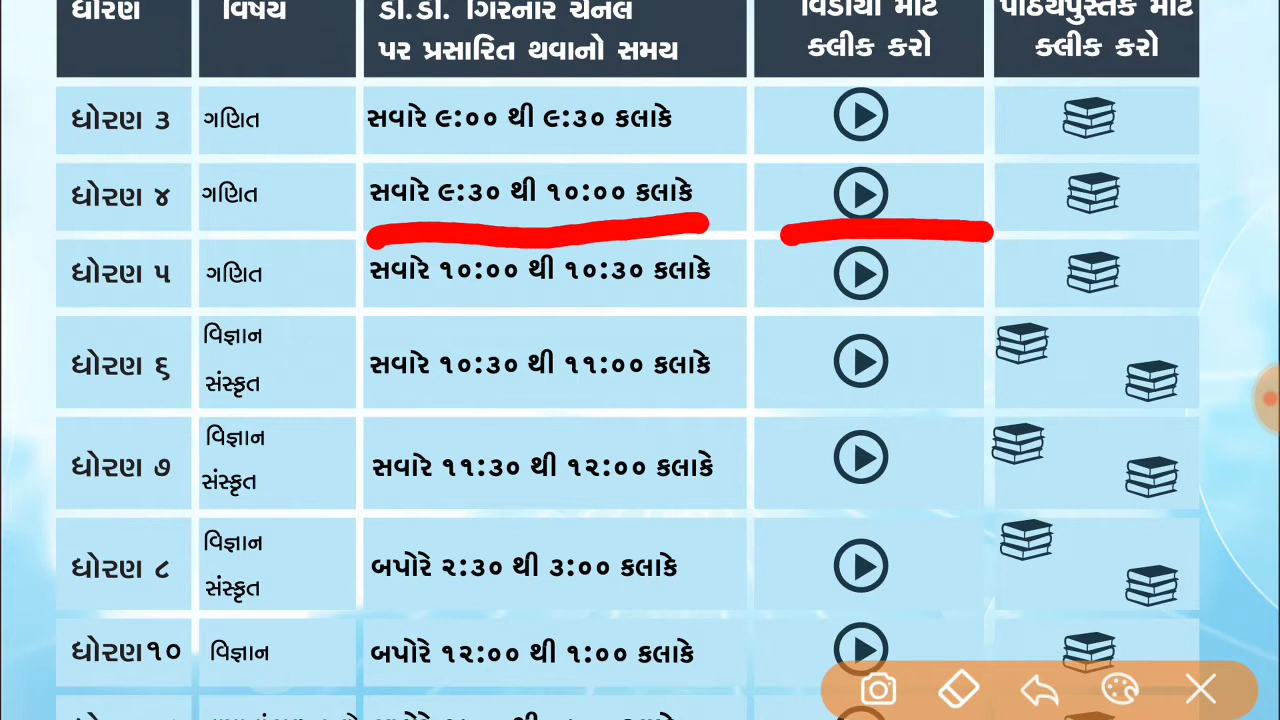 ધોરણ
વિષય
ડી.ડી. ગિરનાર ચેનલ
પર પ્રસારિત થવાનો સમય
વિડીયો માટે
ક્લીક કરો
પાઠ્યપુસ્તક માટે
ક્લીક કરો
ધોરણ ૩ ગણિત સવારે ૯:૦૦ થી ૯:૩૦ કલાકે
ધોરણ ૪ ગણિત સવારે ૯:૩૦ થી ૧૦:૦૦ કલાકે
ધોરણ ૫ ગણિત સવારે ૧૦:૦૦ થી ૧૦:૩૦ કલાકે
ધોરણ ૬
વિજ્ઞાન
સંસ્કૃત
સવારે ૧૦:૩૦ થી ૧૧:૦૦ કલાકે
ધોરણ ૭
વિજ્ઞાન
સંસ્કૃત
સવારે ૧૧:૩૦ થી ૧૨:૦૦ કલાકે
ધોરણ ૮
વિજ્ઞાન
સંસ્કૃત
બપોરે ૨:૩૦ થી ૩:૦૦ કલાકે
ધોરણ ૧૦ વિજ્ઞાન બપોરે ૧૨:૦૦ થી ૧:૦૦ કલાકે